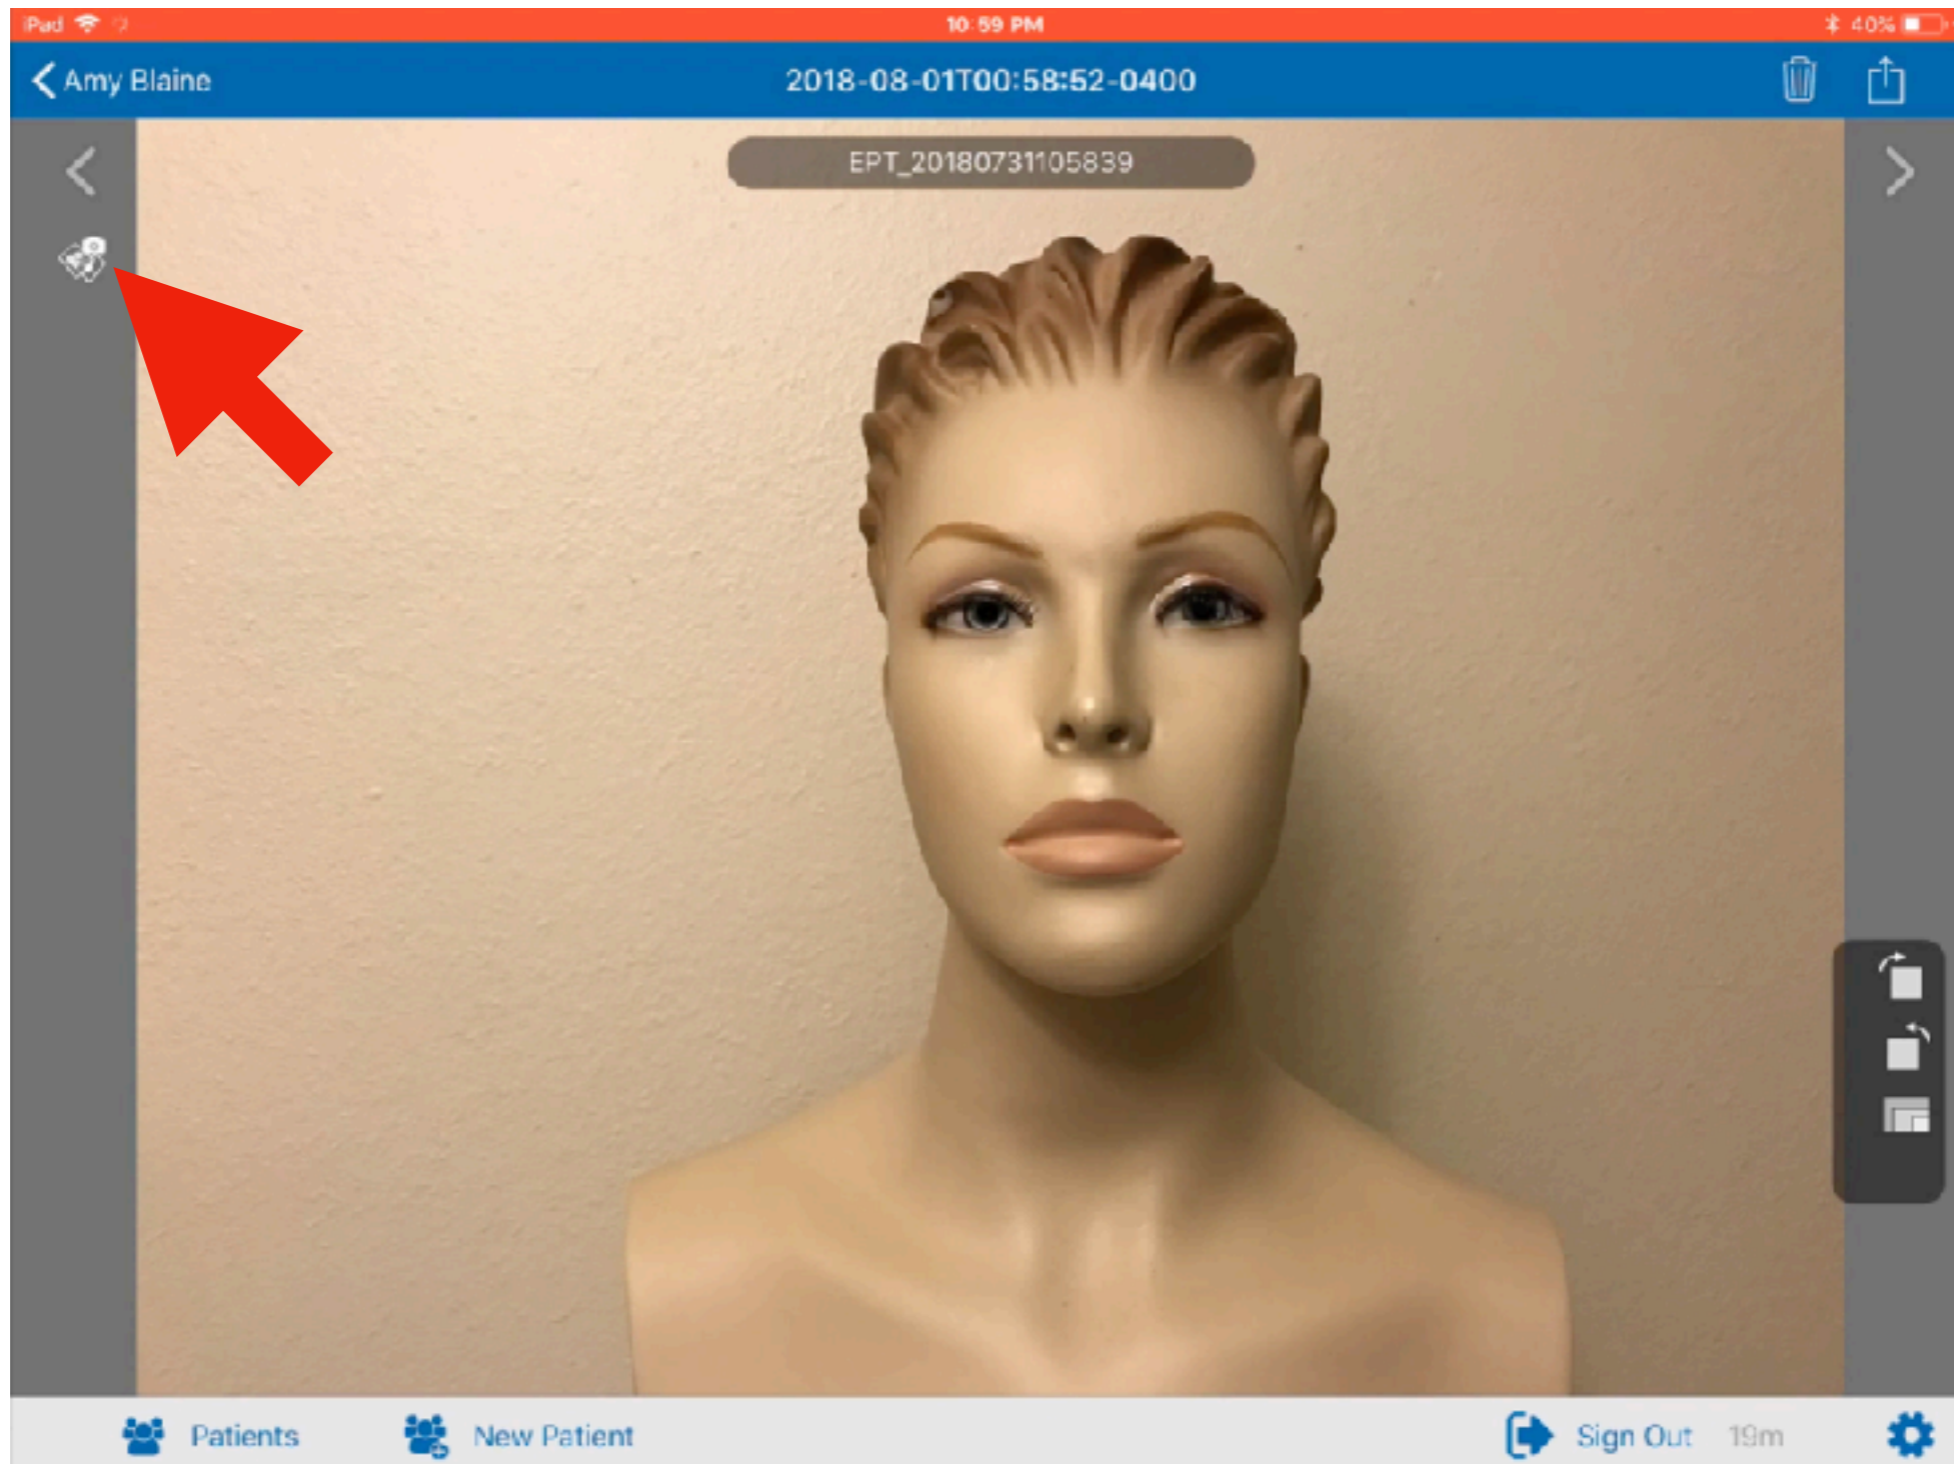 iPad 10:59 PM 40%
Amy Blaine 2018-08-01T00:58:52-0400
EPT_20180731105839
Patients New Patient Sign Out 19m